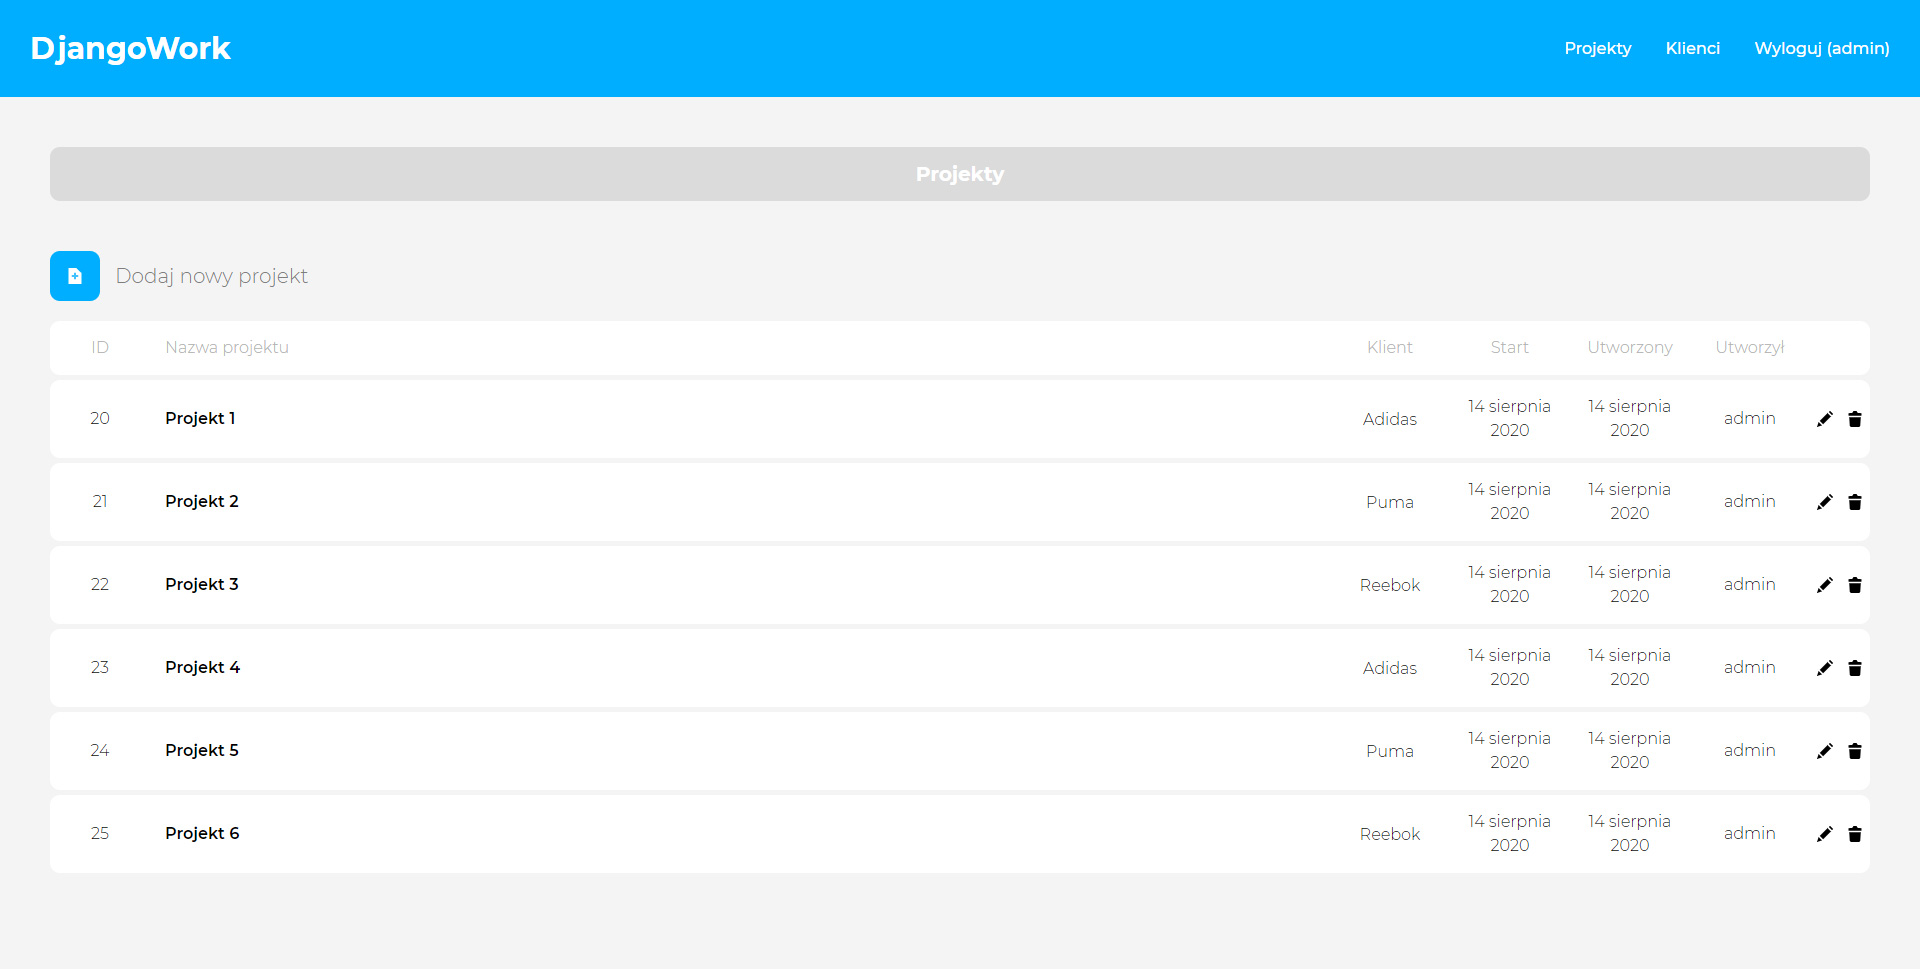 DjangoWork
Projekty Klienci Wyloguj (admin)
Projekty
Dodaj nowy projekt
ID Nazwa projektu Klient Start Utworzony Utworzył
20 Projekt 1 Adidas 14 sierpnia 2020 14 sierpnia 2020 admin
21 Projekt 2 Puma 14 sierpnia 2020 14 sierpnia 2020 admin
22 Projekt 3 Reebok 14 sierpnia 2020 14 sierpnia 2020 admin
23 Projekt 4 Adidas 14 sierpnia 2020 14 sierpnia 2020 admin
24 Projekt 5 Puma 14 sierpnia 2020 14 sierpnia 2020 admin
25 Projekt 6 Reebok 14 sierpnia 2020 14 sierpnia 2020 admin